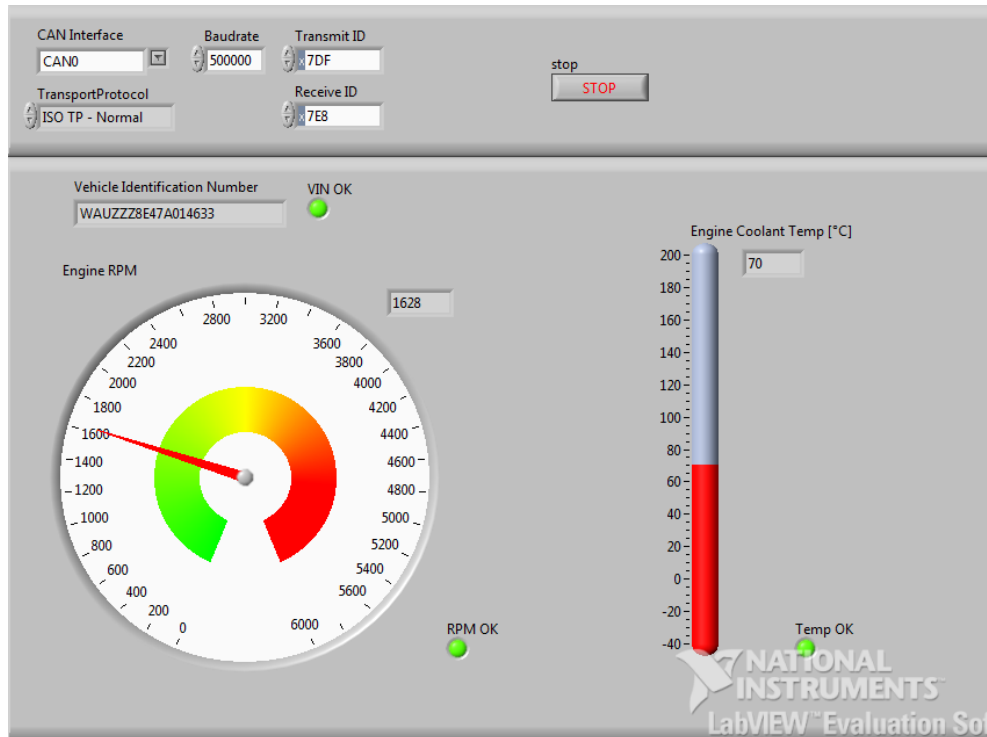 CAN Interface
Baudrate
Transmit ID
CAN0
500000
x 7DF
stop
STOP
TransportProtocol
Receive ID
ISO TP - Normal
x 7E8
Vehicle Identification Number
VIN OK
WAUZZZ8E47A014633
Engine RPM
1628
0
200
400
600
800
1000
1200
1400
1600
1800
2000
2200
2400
2800
3200
3600
3800
4000
4200
4400
4600
4800
5000
5200
5400
5600
6000
RPM OK
Engine Coolant Temp [°C]
70
200
180
160
140
120
100
80
60
40
20
0
-20
-40
Temp OK
NATIONAL
INSTRUMENTS
LabVIEW™ Evaluation Sof